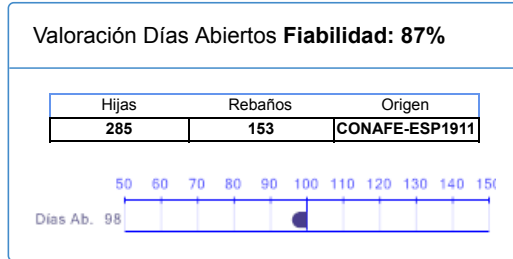 Valoración Días Abiertos Fiabilidad: 87%
Hijas Rebaños Origen
285 153 CONAFE-ESP1911
50 60 70 80 90 100 110 120 130 140 150
Días Ab. 98